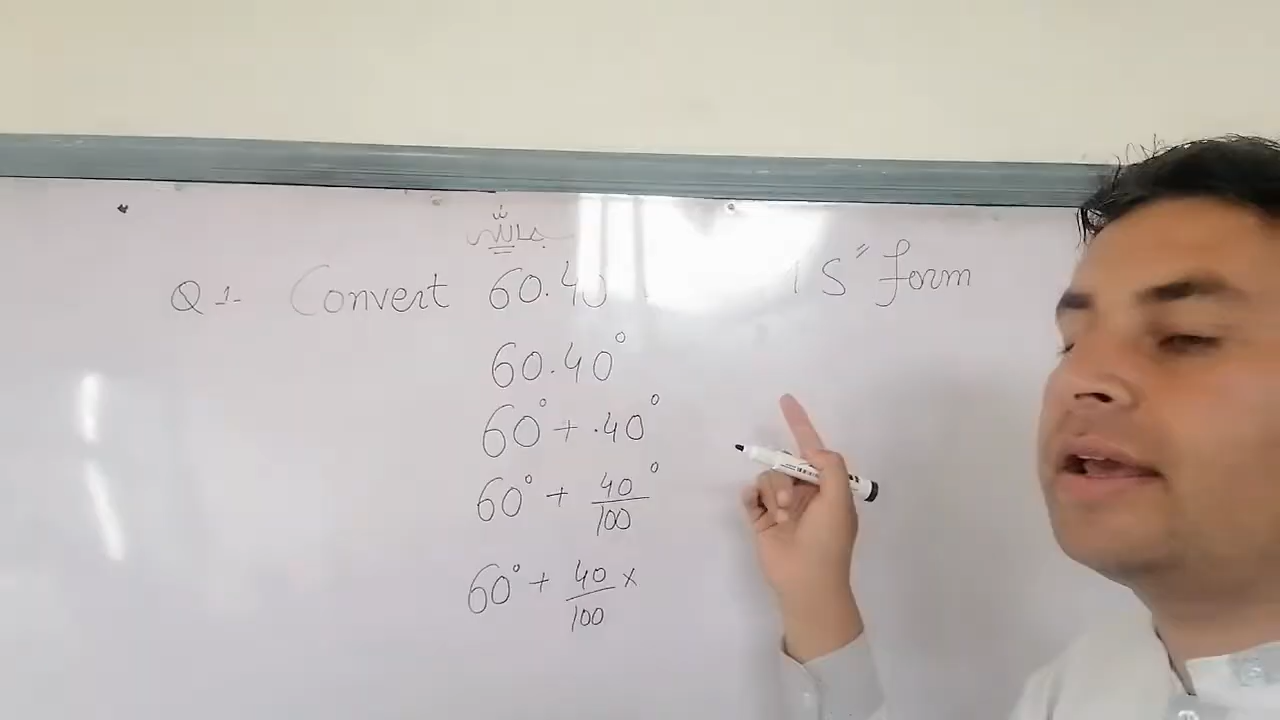 Q 1- Convert 60.40 S" form
60.40°
60° + .40°
60° + 40/100°
60° + 40/100 ×